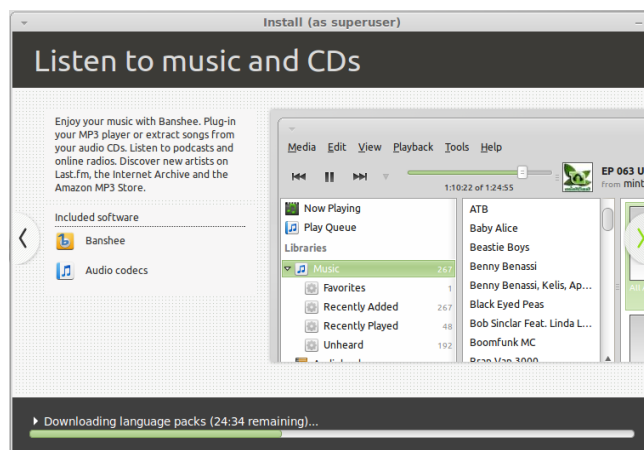 Install (as superuser)
Listen to music and CDs
Enjoy your music with Banshee. Plug-in
your MP3 player or extract songs from
your audio CDs. Listen to podcasts and
online radios. Discover new artists on
Last.fm, the Internet Archive and the
Amazon MP3 Store.
Included software
Banshee
Audio codecs
Media Edit View Playback Tools Help
1:10:22 of 1:24:55
EP 063 U
from mint
Now Playing
Play Queue
Libraries
Music 267
Favorites 1
Recently Added 267
Recently Played 48
Unheard 192
ATB
Baby Alice
Beastie Boys
Benny Benassi
Benny Benassi, Kelis, Ap...
Black Eyed Peas
Bob Sinclar Feat. Linda L...
Boomfunk MC
Bran Van 3000
All
Downloading language packs (24:34 remaining)...